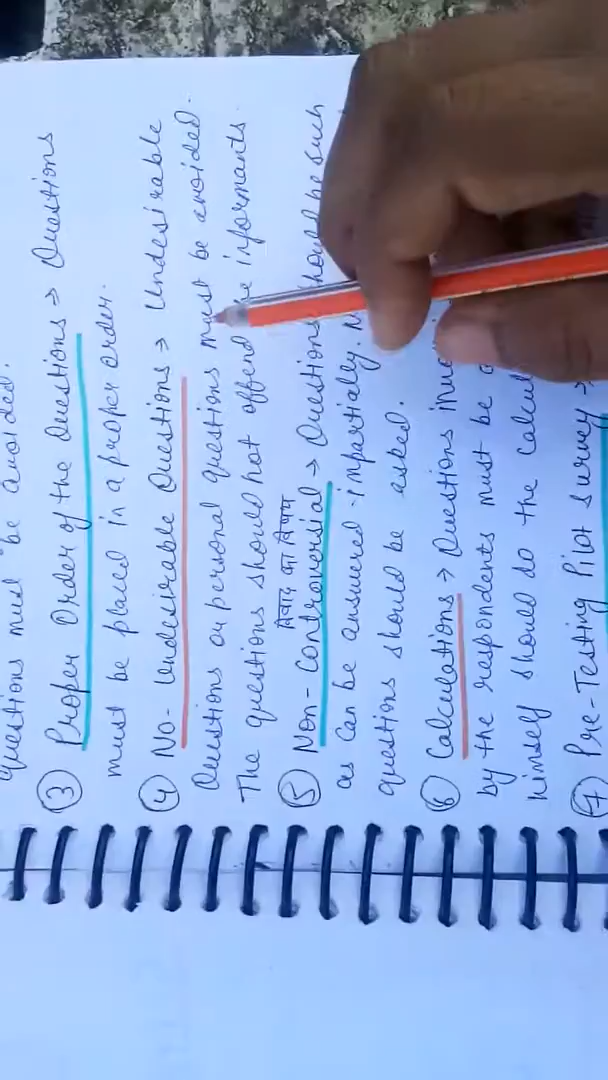 questions must be avoided.
③ Proper Order of the Questions → Questions
must be placed in a proper order.
④ No- Undesirable Questions → Undesirable
Questions or personal questions must be avoided.
The questions should not offend informants.
विवाद का विषय
⑤ Non-Controversial → Questions should be such
as can be answered impartially.
questions should be asked.
⑥ Calculations → Questions
by the respondents must be
himself should do the
⑦ Pre-Testing Pilot Survey →